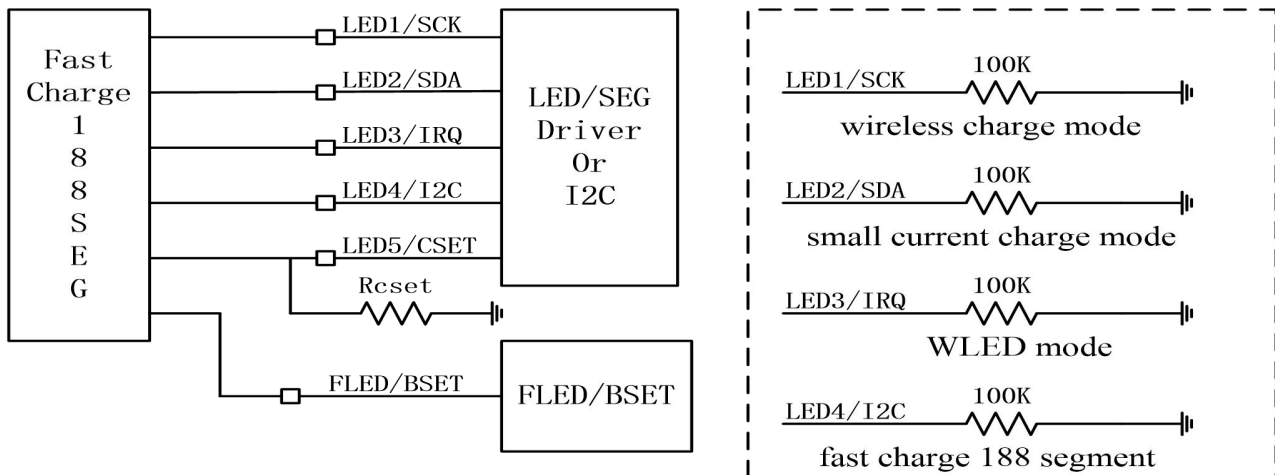 Fast
Charge
1
8
8
S
E
G
LED1/SCK
LED2/SDA
LED3/IRQ
LED4/I2C
LED5/CSET
Rcset
FLED/BSET
LED/SEG
Driver
Or
I2C
FLED/BSET
100K
LED1/SCK
wireless charge mode
100K
LED2/SDA
small current charge mode
100K
LED3/IRQ
WLED mode
100K
LED4/I2C
fast charge 188 segment